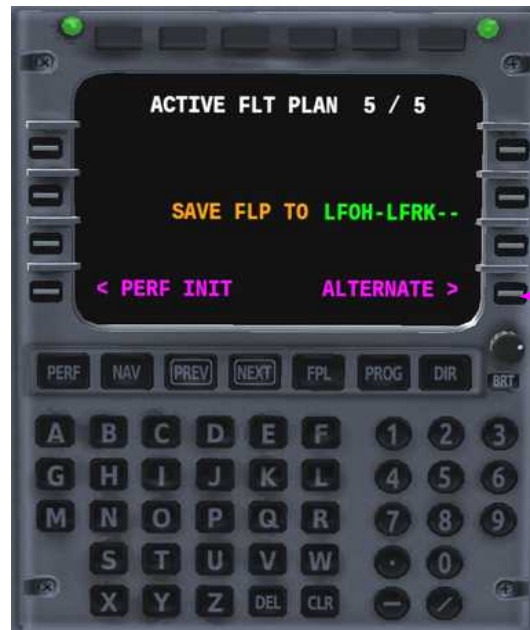 ACTIVE FLT PLAN 5 / 5
SAVE FLP TO LFOH-LFRK--
< PERF INIT ALTERNATE >
PERF NAV PREV NEXT FPL PROG DIR BRT
A B C D E F 1 2 3
G H I J K L 4 5 6
M N O P Q R 7 8 9
S T U V W · 0
X Y Z DEL CLR - /